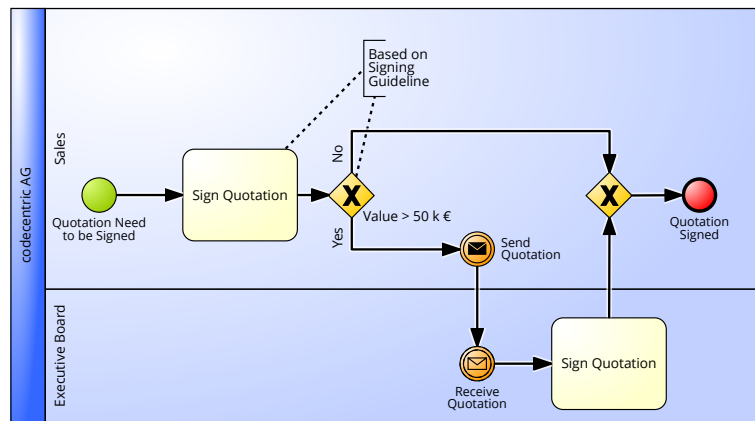 codecentric AG
Sales
Quotation Need
to be Signed
Sign Quotation
Based on
Signing
Guideline
No
Value > 50 k €
Yes
Send
Quotation
Quotation
Signed
Executive Board
Receive
Quotation
Sign Quotation